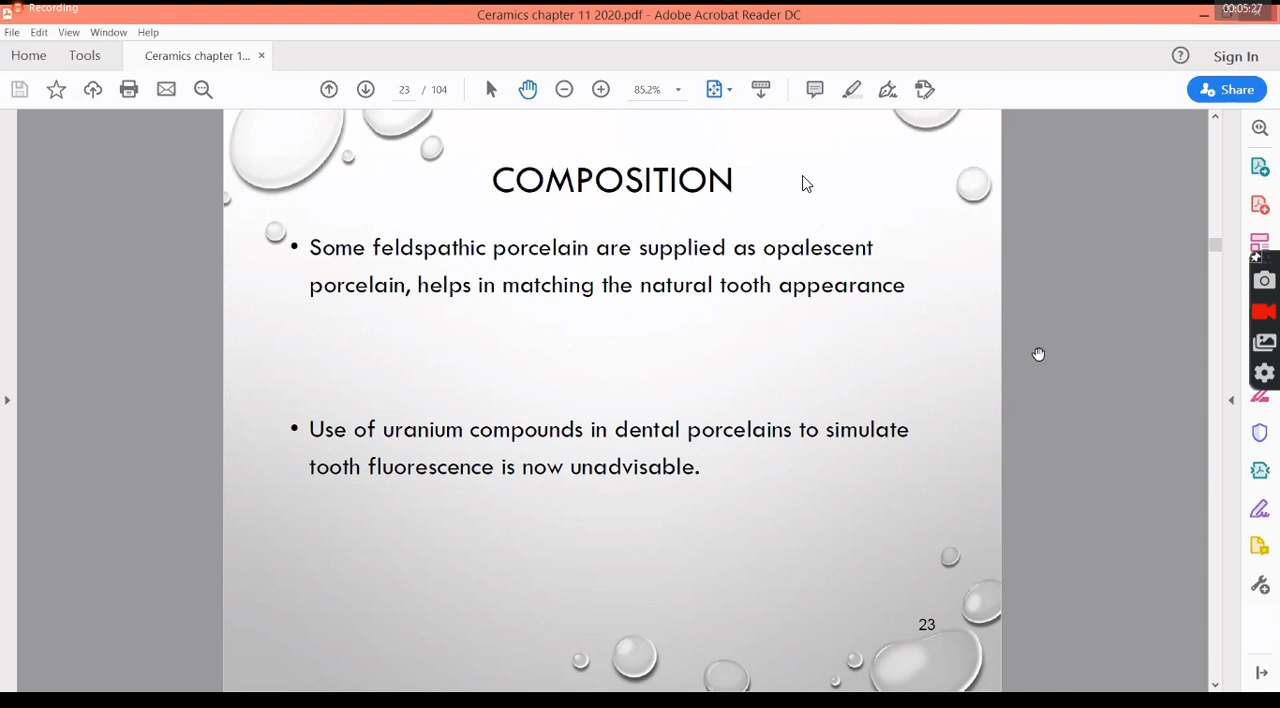 Recording
Ceramics chapter 11 2020.pdf - Adobe Acrobat Reader DC
00:05:27
File Edit View Window Help
Home Tools Ceramics chapter 1... × Sign In
23 / 104 85.2% Share
COMPOSITION
• Some feldspathic porcelain are supplied as opalescent
porcelain, helps in matching the natural tooth appearance
• Use of uranium compounds in dental porcelains to simulate
tooth fluorescence is now unadvisable.
23